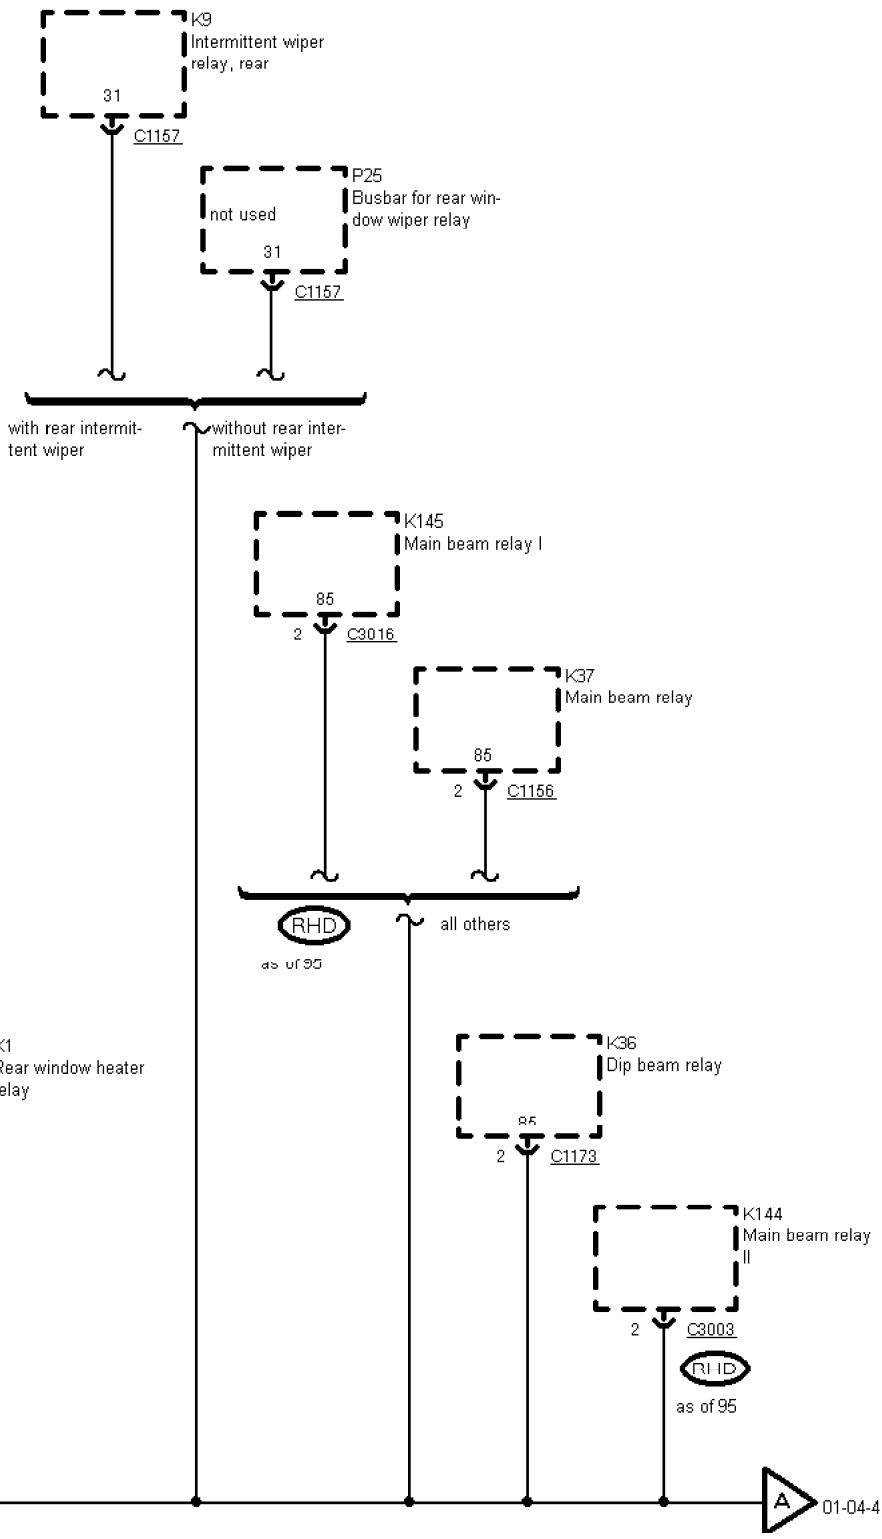 K9
Intermittent wiper
relay, rear
31
C1157
P25
Busbar for rear win-
dow wiper relay
not used
31
C1157
with rear intermit-
tent wiper
without rear inter-
mittent wiper
K145
Main beam relay I
85
2
C3016
K37
Main beam relay
85
2
C1156
RHD
as of 95
all others
K1
Rear window heater
relay
K36
Dip beam relay
85
2
C1173
K144
Main beam relay
II
2
C3003
RHD
as of 95
A
01-04-4